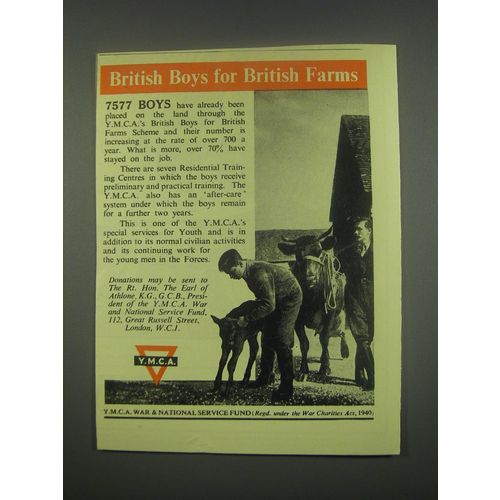 British Boys for British Farms
7577 BOYS have already been
placed on the land through the
Y.M.C.A.'s British Boys for British
Farms Scheme and their number is
increasing at the rate of over 700 a
year. What is more, over 70% have
stayed on the job.
There are seven Residential Train-
ing Centres in which the boys receive
preliminary and practical training. The
Y.M.C.A. also has an 'after-care'
system under which the boys remain
for a further two years.
This is one of the Y.M.C.A.'s
special services for Youth and is in
addition to its normal civilian activities
and its continuing work for
the young men in the Forces.
Donations may be sent to
The Rt. Hon. The Earl of
Athlone, K.G., G.C.B., Presi-
dent of the Y.M.C.A. War
and National Service Fund,
112, Great Russell Street,
London, W.C.1.
Y.M.C.A.
Y.M.C.A. WAR & NATIONAL SERVICE FUND (Regd. under the War Charities Act, 1940)